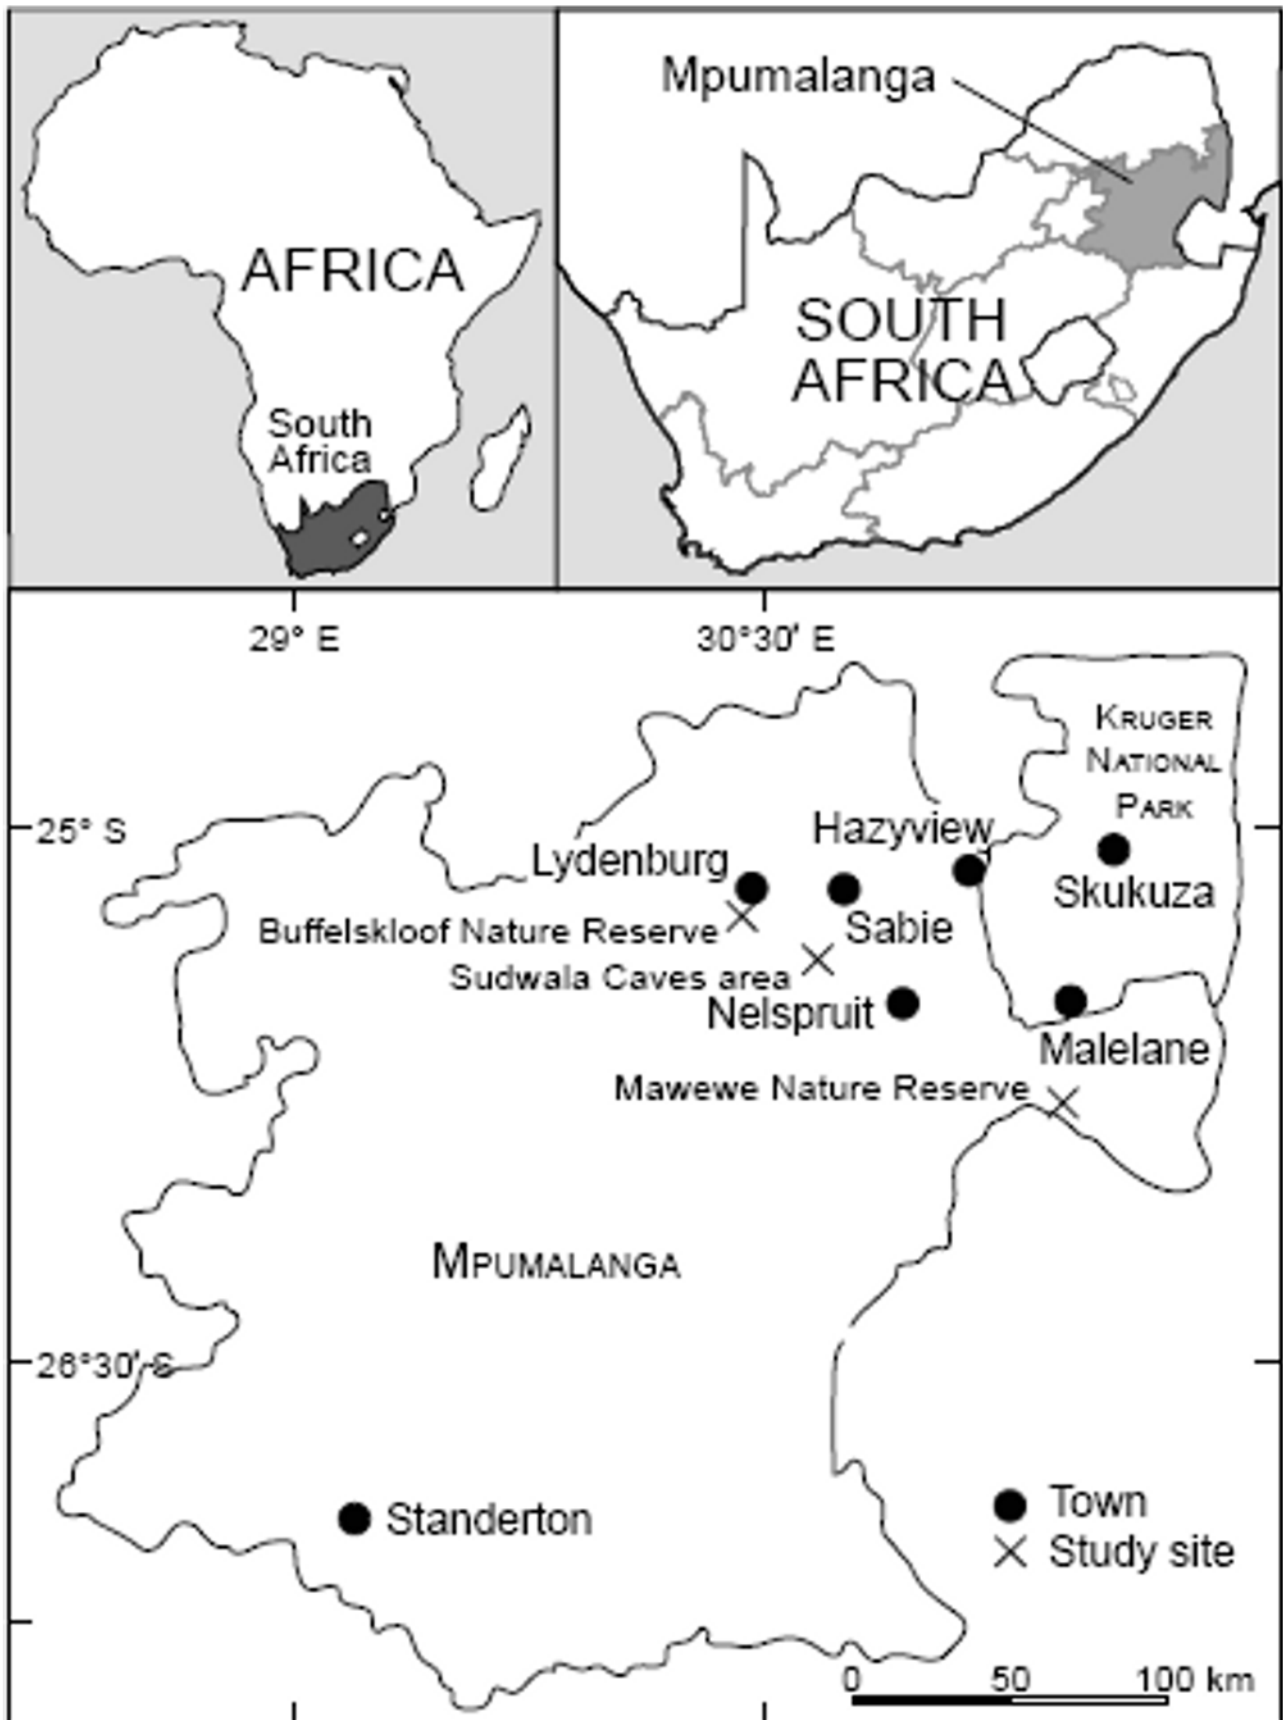 AFRICA
South
Africa
Mpumalanga
SOUTH
AFRICA
29° E
30°30' E
KRUGER
NATIONAL
PARK
25° S
Hazyview
Lydenburg
Skukuza
Sabie
Buffelskloof Nature Reserve
Sudwala Caves area
Nelspruit
Malelane
Mawewe Nature Reserve
MPUMALANGA
26°30' S
Standerton
Town
Study site
0 50 100 km